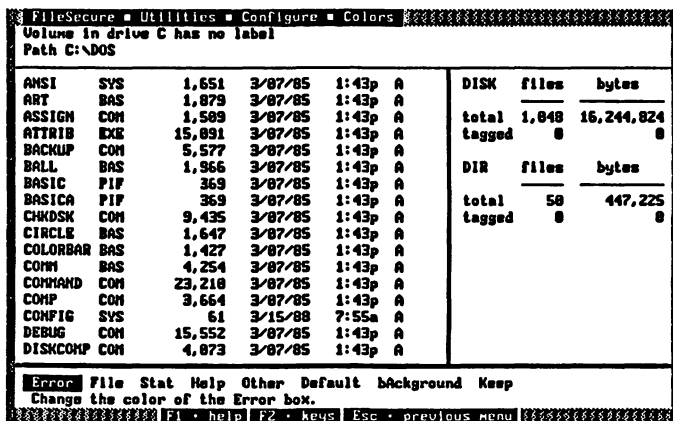 FileSecure ■ Utilities ■ Configure ■ Colors
Volume in drive C has no label
Path C:\DOS
ANSI SYS 1,651 3/07/85 1:43p A
ART BAS 1,879 3/07/85 1:43p A
ASSIGN COM 1,509 3/07/85 1:43p A
ATTRIB EXE 15,091 3/07/85 1:43p A
BACKUP COM 5,577 3/07/85 1:43p A
BALL BAS 1,966 3/07/85 1:43p A
BASIC PIF 369 3/07/85 1:43p A
BASICA PIF 369 3/07/85 1:43p A
CHKDSK COM 9,435 3/07/85 1:43p A
CIRCLE BAS 1,647 3/07/85 1:43p A
COLORBAR BAS 1,427 3/07/85 1:43p A
COMM BAS 4,254 3/07/85 1:43p A
COMMAND COM 23,210 3/07/85 1:43p A
COMP COM 3,664 3/07/85 1:43p A
CONFIG SYS 61 3/15/88 7:55a A
DEBUG COM 15,552 3/07/85 1:43p A
DISKCOMP COM 4,073 3/07/85 1:43p A
DISK files bytes
total 1,048 16,244,824
tagged 0 0
DIR files bytes
total 50 447,225
tagged 0 0
Error File Stat Help Other Default bAckground Keep
Change the color of the Error box.
F1 · help F2 · keys Esc · previous menu